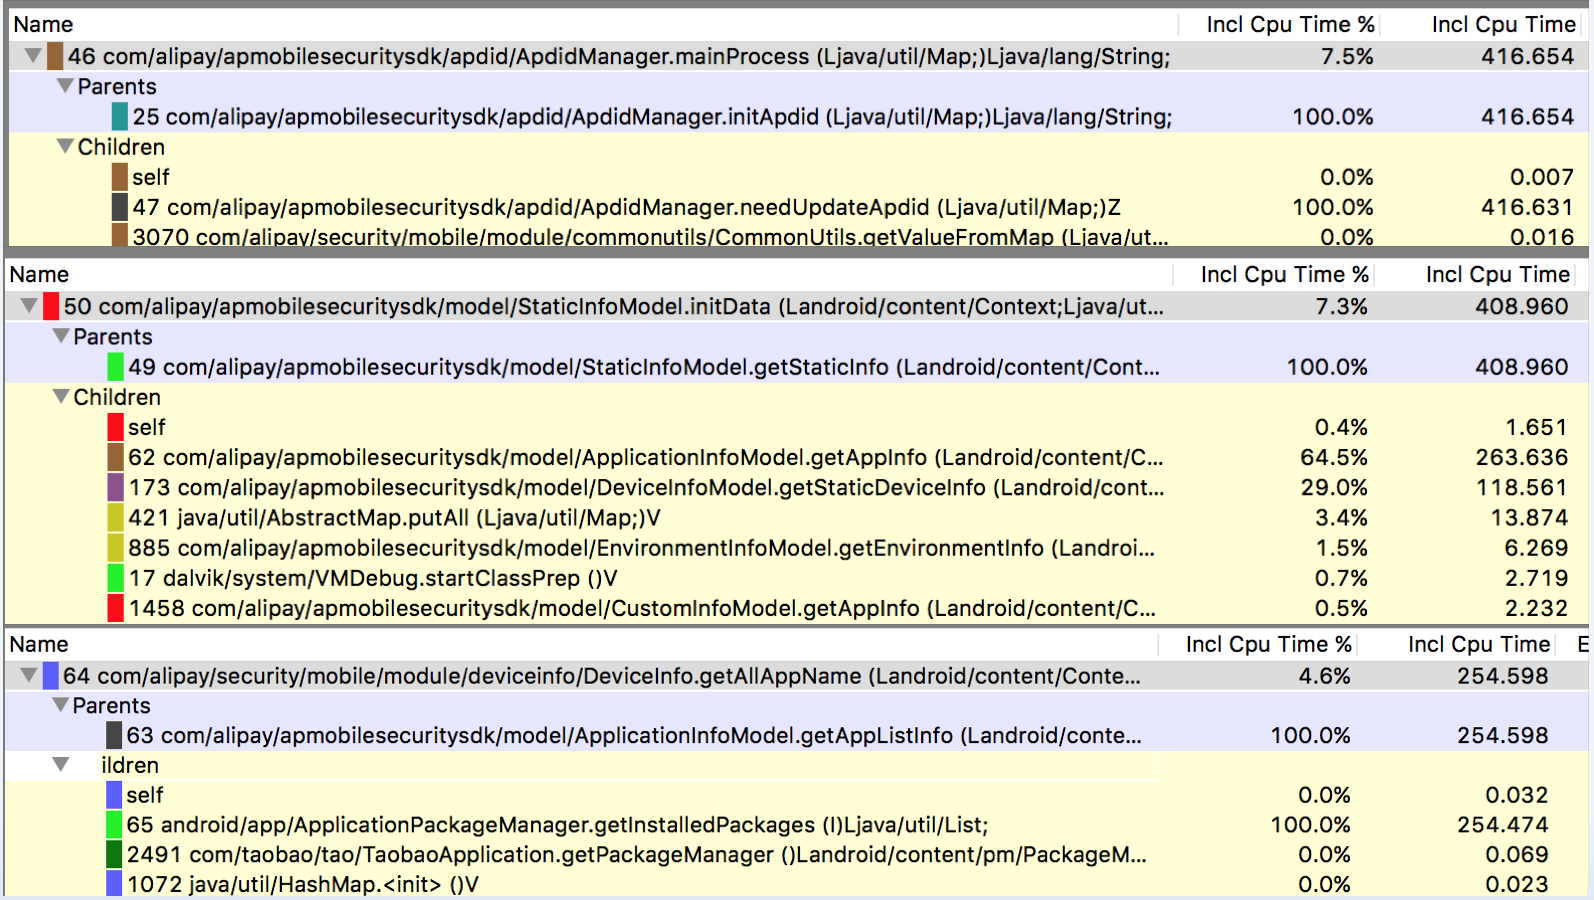 Name Incl Cpu Time % Incl Cpu Time
46 com/alipay/apmobilesecuritysdk/apdid/ApdidManager.mainProcess (Ljava/util/Map;)Ljava/lang/String; 7.5% 416.654
Parents
25 com/alipay/apmobilesecuritysdk/apdid/ApdidManager.initApdid (Ljava/util/Map;)Ljava/lang/String; 100.0% 416.654
Children
self 0.0% 0.007
47 com/alipay/apmobilesecuritysdk/apdid/ApdidManager.needUpdateApdid (Ljava/util/Map;)Z 100.0% 416.631
3070 com/alipay/security/mobile/module/commonutils/CommonUtils.getValueFromMap (Ljava/ut... 0.0% 0.016
Name Incl Cpu Time % Incl Cpu Time
50 com/alipay/apmobilesecuritysdk/model/StaticInfoModel.initData (Landroid/content/Context;Ljava/ut... 7.3% 408.960
Parents
49 com/alipay/apmobilesecuritysdk/model/StaticInfoModel.getStaticInfo (Landroid/content/Cont... 100.0% 408.960
Children
self 0.4% 1.651
62 com/alipay/apmobilesecuritysdk/model/ApplicationInfoModel.getAppInfo (Landroid/content/C... 64.5% 263.636
173 com/alipay/apmobilesecuritysdk/model/DeviceInfoModel.getStaticDeviceInfo (Landroid/cont... 29.0% 118.561
421 java/util/AbstractMap.putAll (Ljava/util/Map;)V 3.4% 13.874
885 com/alipay/apmobilesecuritysdk/model/EnvironmentInfoModel.getEnvironmentInfo (Landroi... 1.5% 6.269
17 dalvik/system/VMDebug.startClassPrep ()V 0.7% 2.719
1458 com/alipay/apmobilesecuritysdk/model/CustomInfoModel.getAppInfo (Landroid/content/C... 0.5% 2.232
Name Incl Cpu Time % Incl Cpu Time E
64 com/alipay/security/mobile/module/deviceinfo/DeviceInfo.getAllAppName (Landroid/content/Conte... 4.6% 254.598
Parents
63 com/alipay/apmobilesecuritysdk/model/ApplicationInfoModel.getAppListInfo (Landroid/conte... 100.0% 254.598
ildren
self 0.0% 0.032
65 android/app/ApplicationPackageManager.getInstalledPackages (I)Ljava/util/List; 100.0% 254.474
2491 com/taobao/tao/TaobaoApplication.getPackageManager ()Landroid/content/pm/PackageM... 0.0% 0.069
1072 java/util/HashMap.<init> ()V 0.0% 0.023